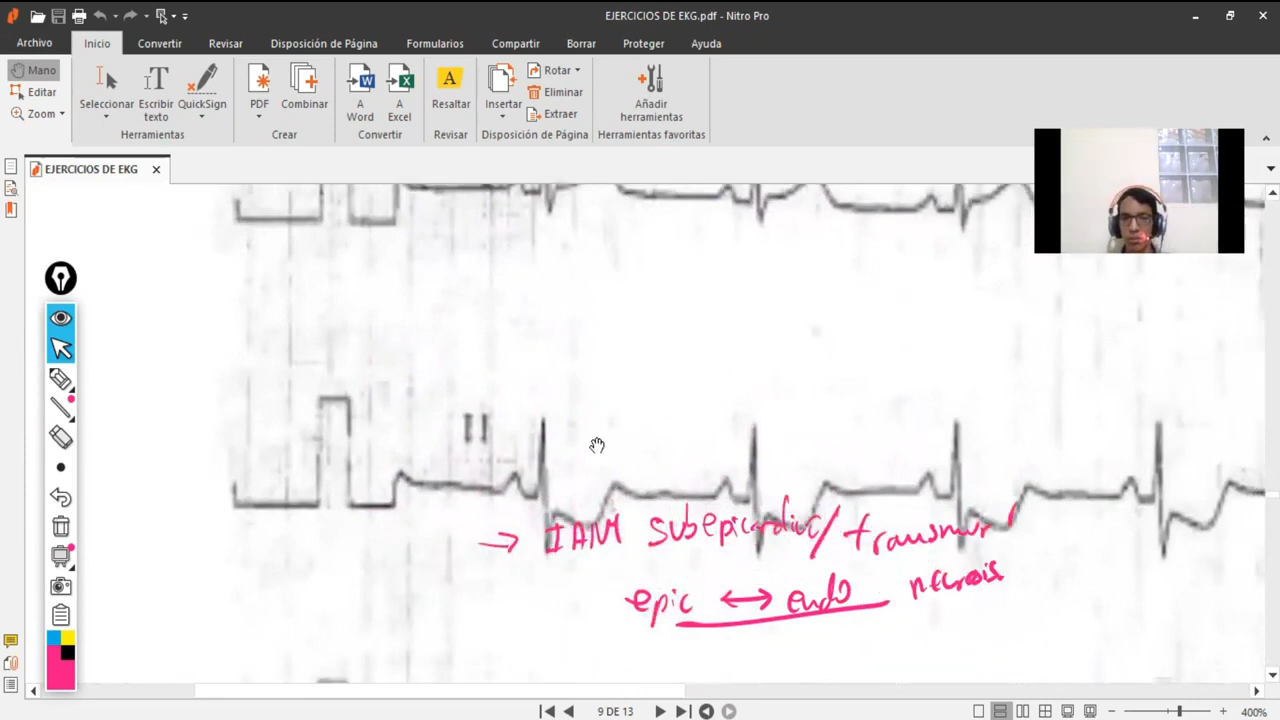 EJERCICIOS DE EKG.pdf - Nitro Pro
Archivo Inicio Convertir Revisar Disposición de Página Formularios Compartir Borrar Proteger Ayuda
Mano
Editar
Zoom
Seleccionar
Escribir texto
QuickSign
Herramientas
PDF
Combinar
Crear
A Word
A Excel
Convertir
Resaltar
Revisar
Insertar
Rotar
Eliminar
Extraer
Disposición de Página
Añadir herramientas
Herramientas favoritas
EJERCICIOS DE EKG
II
→ IAM subepicardico/transmur
epic ↔ endo necrosis
9 DE 13
400%